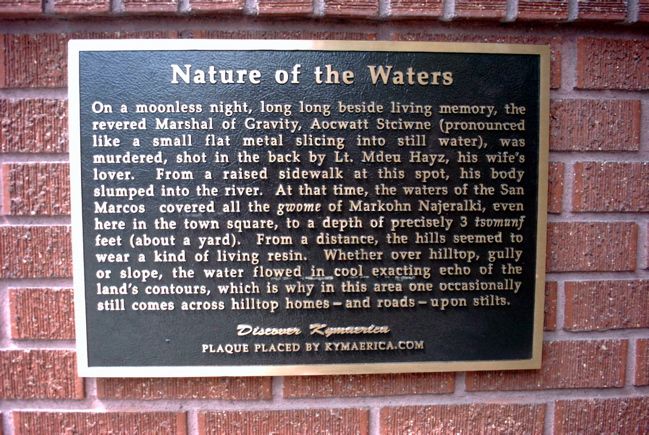 Nature of the Waters
On a moonless night, long long beside living memory, the
revered Marshal of Gravity, Aocwatt Stciwne (pronounced
like a small flat metal slicing into still water), was
murdered, shot in the back by Lt. Mdeu Hayz, his wife's
lover. From a raised sidewalk at this spot, his body
slumped into the river. At that time, the waters of the San
Marcos covered all the gwome of Markohn Najeralki, even
here in the town square, to a depth of precisely 3 tsomunf
feet (about a yard). From a distance, the hills seemed to
wear a kind of living resin. Whether over hilltop, gully
or slope, the water flowed in cool exacting echo of the
land's contours, which is why in this area one occasionally
still comes across hilltop homes – and roads – upon stilts.
Discover Kymaerica
PLAQUE PLACED BY KYMAERICA.COM